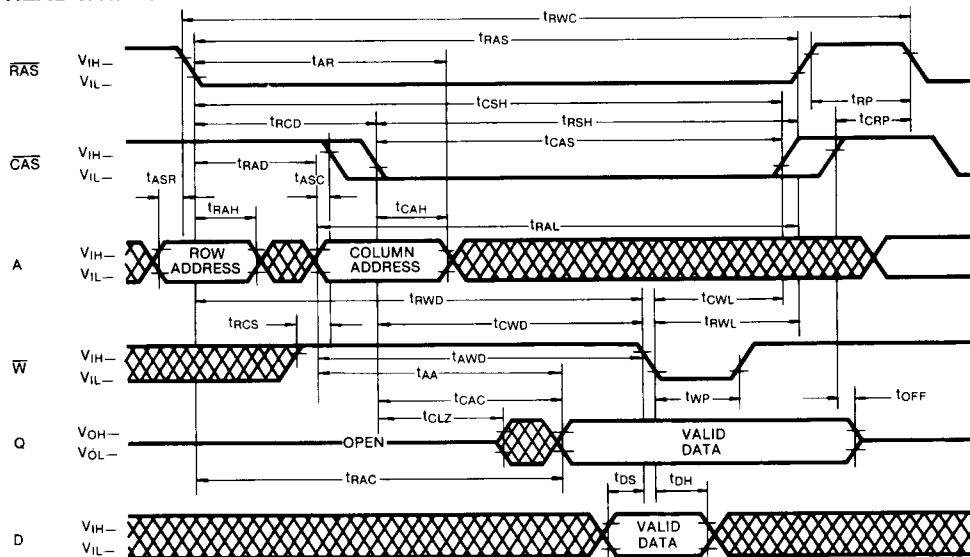 tRWC
tRAS
tAR
RAS VIH— VIL—
tRP
tCSH
tRCD tRSH tCRP
tCAS
CAS VIH— VIL—
tRAD
tASR tASC
tRAH tCAH
tRAL
A VIH— VIL—
ROW ADDRESS
COLUMN ADDRESS
tRWD tCWL
tRCS tCWD tRWL
tAWD
W VIH— VIL—
tAA
tWP
tCAC
tOFF
tCLZ
Q VOH— VOL—
OPEN
VALID DATA
tRAC
tDS tDH
D VIH— VIL—
VALID DATA